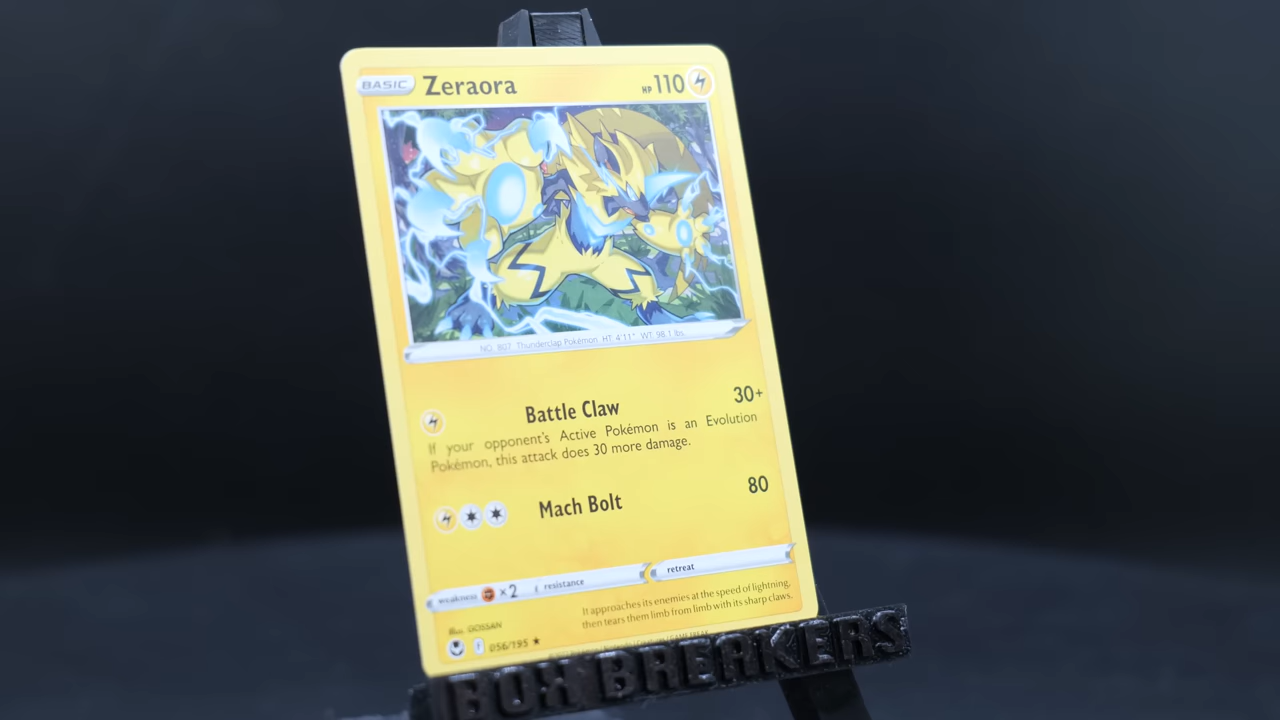 BASIC Zeraora HP 110
NO. 807 Thunderclap Pokémon HT 4'11" WT 98.1 lbs.
Battle Claw 30+
If your opponent's Active Pokémon is an Evolution
Pokémon, this attack does 30 more damage.
Mach Bolt 80
weakness ×2 resistance retreat
It approaches its enemies at the speed of lightning,
then tears them limb from limb with its sharp claws.
Illus. GOSSAN
056/195
BOX BREAKERS